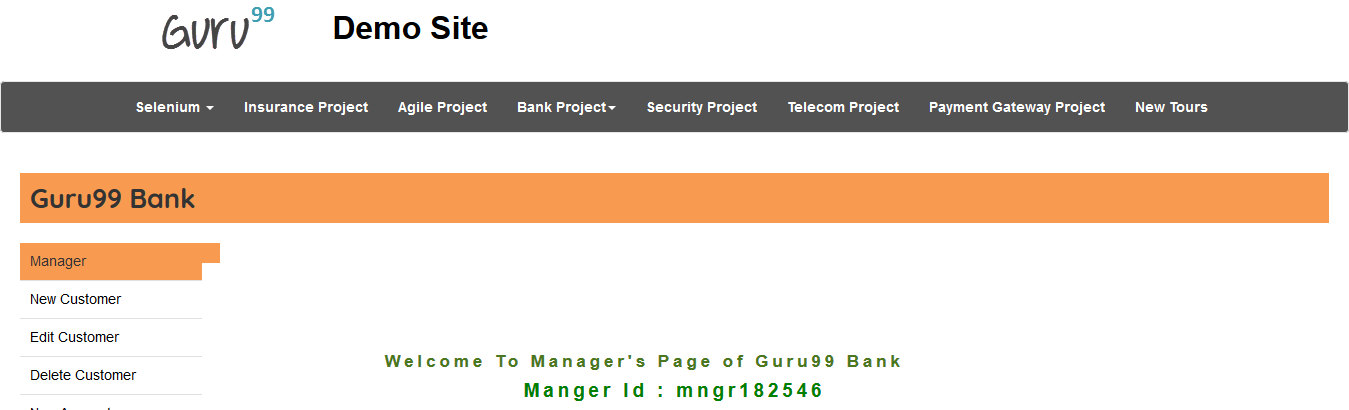 Guru99 Demo Site
Selenium Insurance Project Agile Project Bank Project Security Project Telecom Project Payment Gateway Project New Tours
Guru99 Bank
Manager
New Customer
Edit Customer
Welcome To Manager's Page of Guru99 Bank
Delete Customer
Manger Id : mngr182546